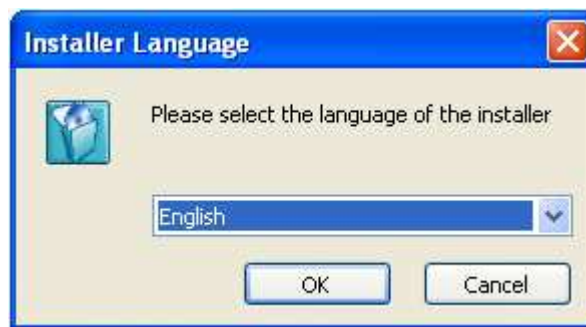 Installer Language
Please select the language of the installer
English
OK
Cancel